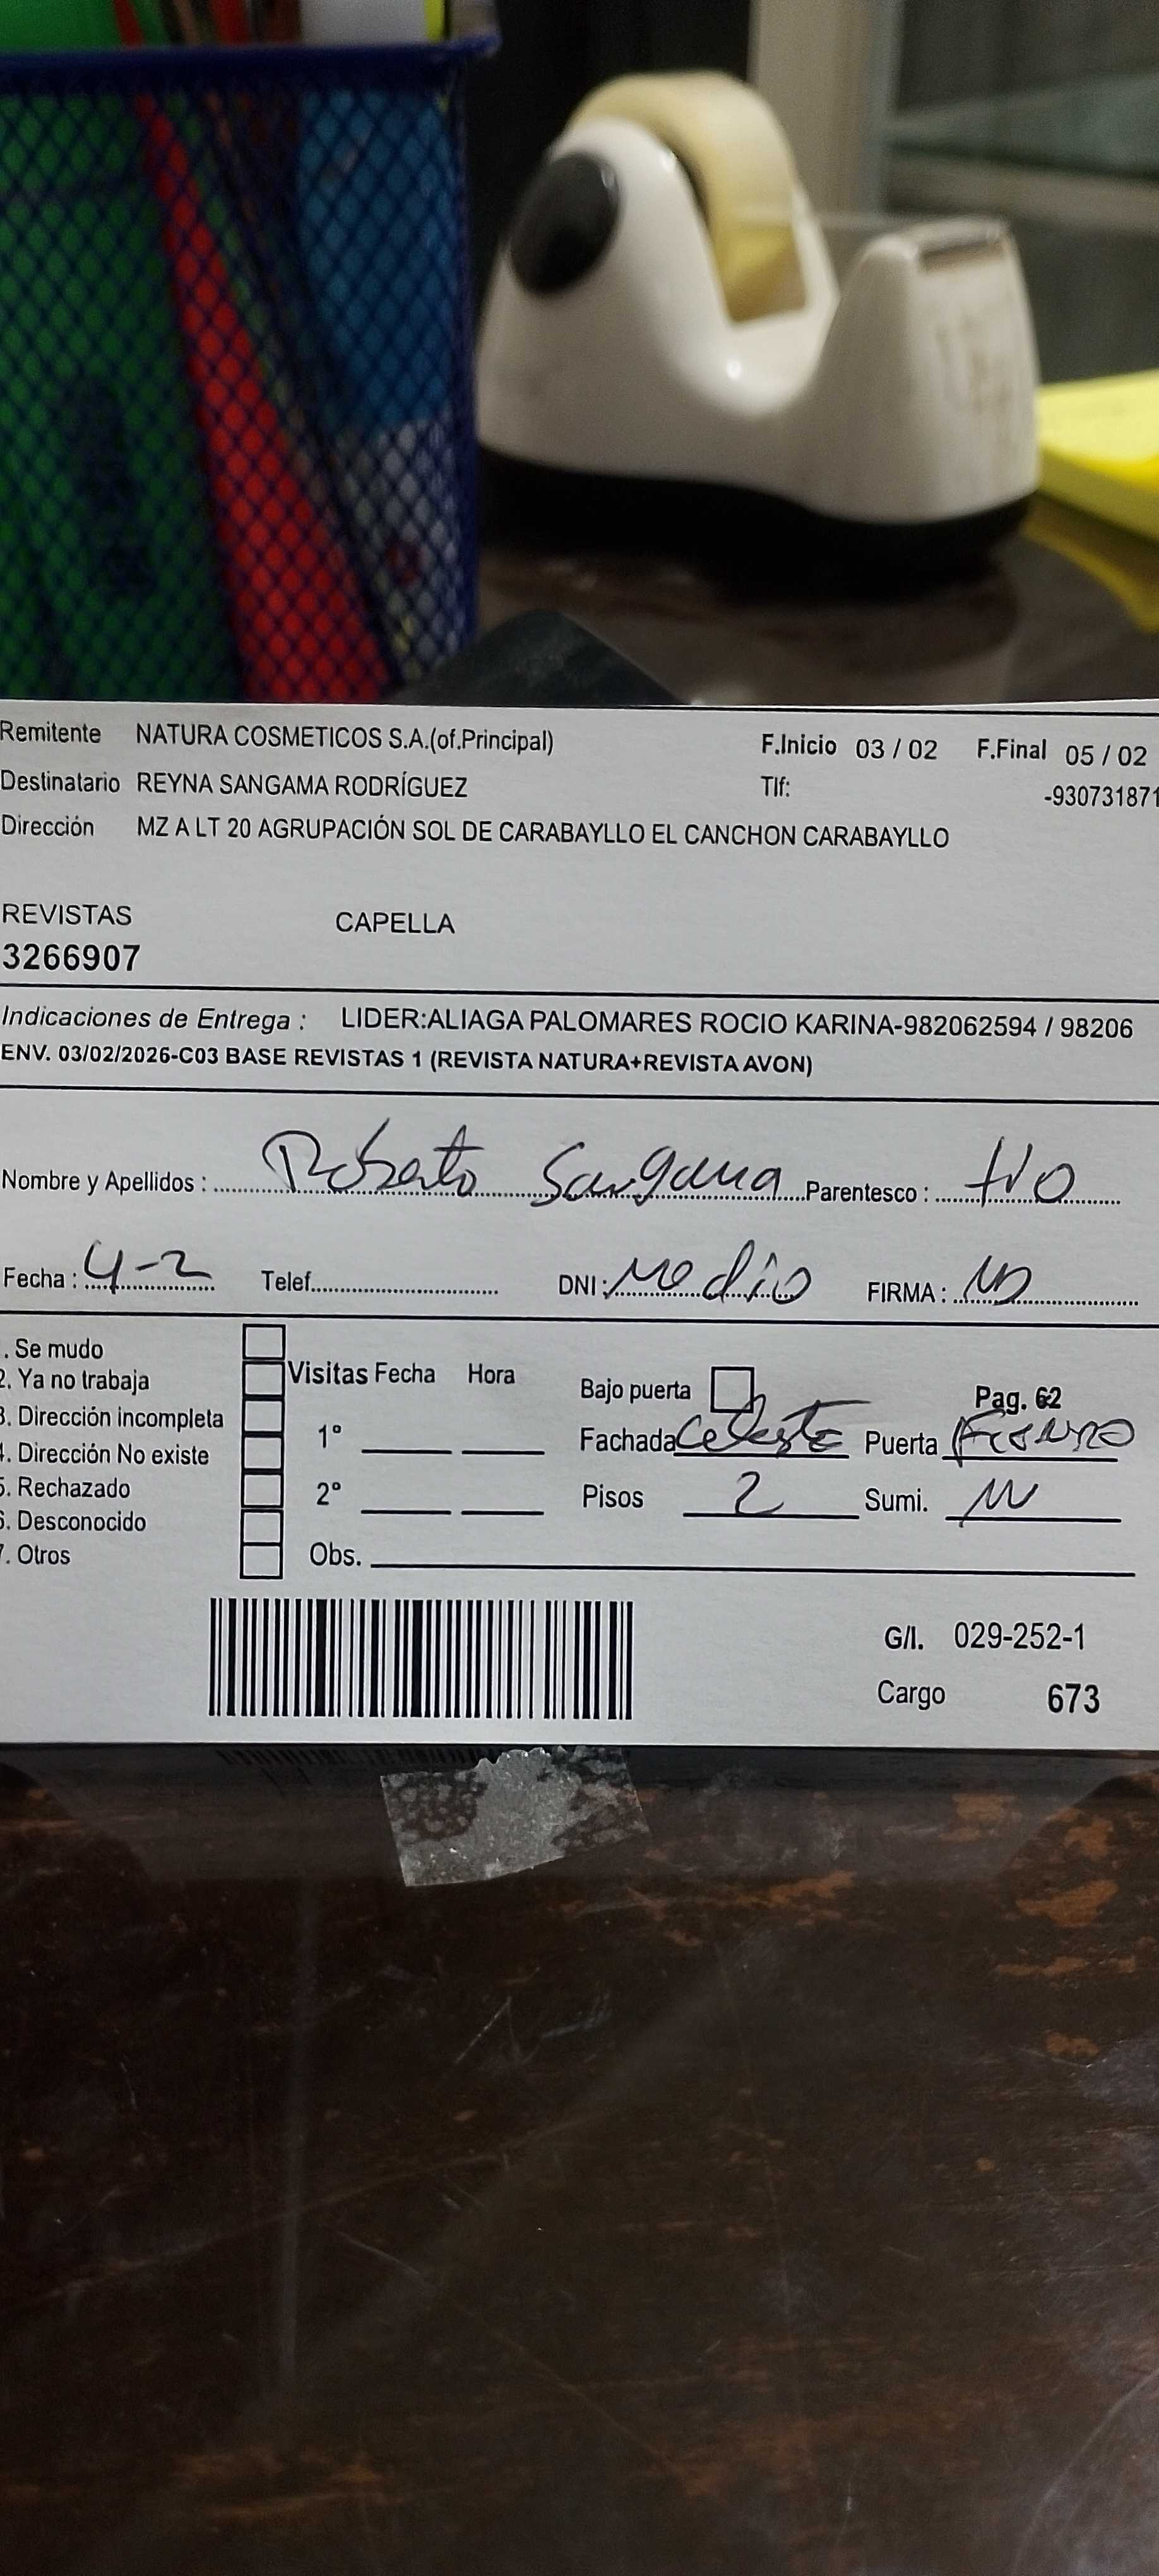 Remitente NATURA COSMETICOS S.A.(of.Principal) F.Inicio 03 / 02 F.Final 05 / 02
Destinatario REYNA SANGAMA RODRÍGUEZ Tlf: -930731871
Dirección MZ A LT 20 AGRUPACIÓN SOL DE CARABAYLLO EL CANCHON CARABAYLLO
REVISTAS CAPELLA
3266907
Indicaciones de Entrega : LIDER:ALIAGA PALOMARES ROCIO KARINA-982062594 / 98206
ENV. 03/02/2026-C03 BASE REVISTAS 1 (REVISTA NATURA+REVISTA AVON)
Nombre y Apellidos : Roberto Sangama Parentesco : tio
Fecha : 4-2 Telef. DNI : no dio FIRMA :
. Se mudo
2. Ya no trabaja Visitas Fecha Hora Bajo puerta Pag. 62
3. Dirección incompleta 1° Fachada Celeste Puerta Fierro
4. Dirección No existe
5. Rechazado 2° Pisos 2 Sumi.
6. Desconocido
7. Otros Obs.
G/I. 029-252-1
Cargo 673